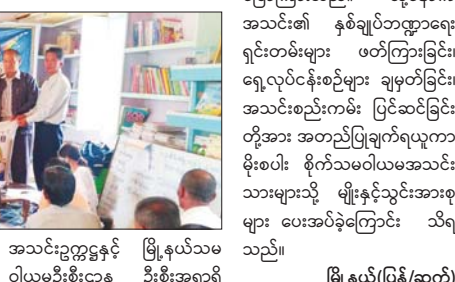 အသင်းဥက္ကဋ္ဌနှင့် မြို့နယ်သမ
ဝါယမဦးစီးဌာန ဦးစီးအရာရှိ
အသင်း၏ နှစ်ချုပ်ဘဏ္ဍာရေး
ရှင်းတမ်းများ ဖတ်ကြားခြင်း၊
ရှေ့လုပ်ငန်းစဉ်များ ချမှတ်ခြင်း၊
အသင်းစည်းကမ်း ပြင်ဆင်ခြင်း
တို့အား အတည်ပြုချက်ရယူကာ
မိုးစပါး စိုက်သမဝါယမအသင်း
သားများသို့ မျိုးနှင့်သွင်းအားစု
များ ပေးအပ်ခဲ့ကြောင်း သိရ
သည်။
မြို့နယ်(ပြန်/ဆက်)